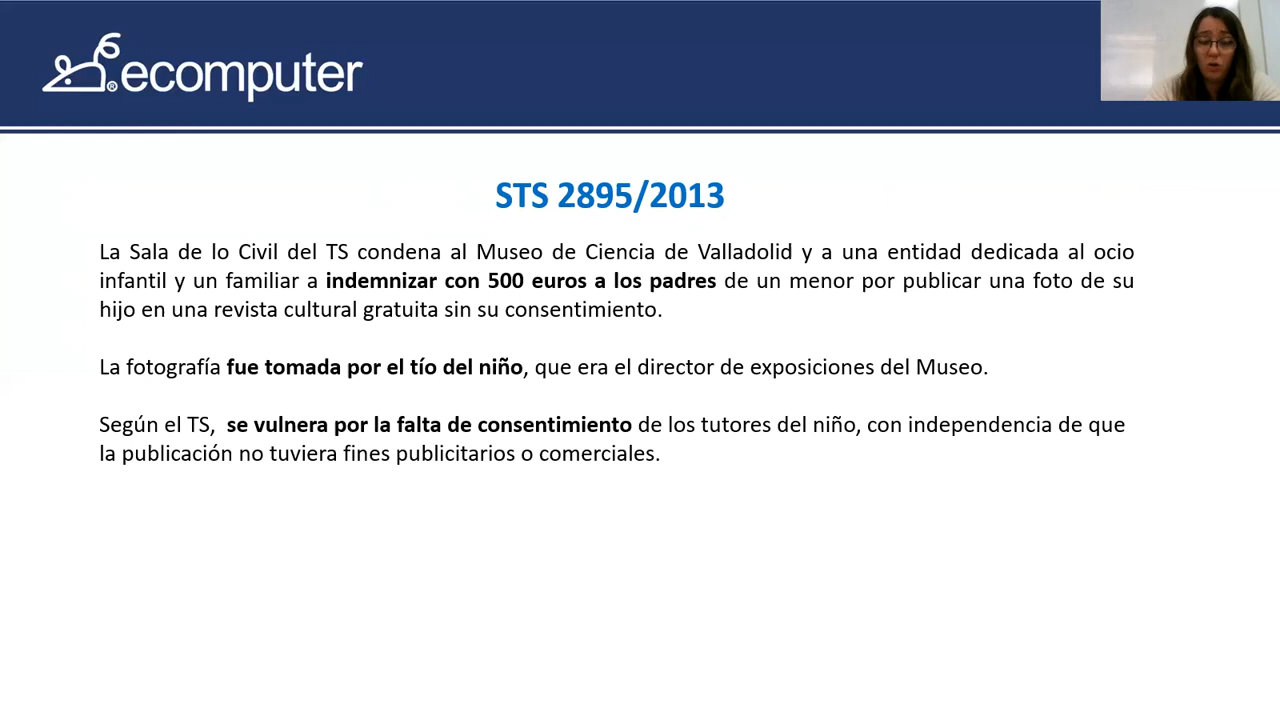 ecomputer®
STS 2895/2013
La Sala de lo Civil del TS condena al Museo de Ciencia de Valladolid y a una entidad dedicada al ocio
infantil y un familiar a indemnizar con 500 euros a los padres de un menor por publicar una foto de su
hijo en una revista cultural gratuita sin su consentimiento.
La fotografía fue tomada por el tío del niño, que era el director de exposiciones del Museo.
Según el TS, se vulnera por la falta de consentimiento de los tutores del niño, con independencia de que
la publicación no tuviera fines publicitarios o comerciales.